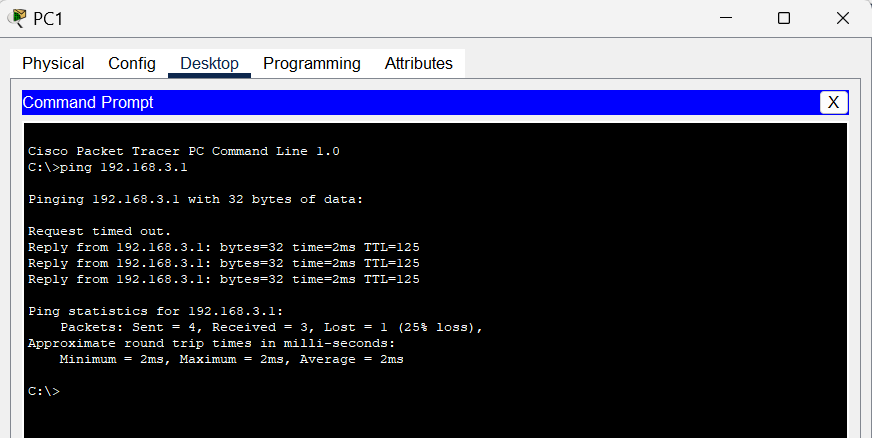 PC1
Physical Config Desktop Programming Attributes
Command Prompt X
Cisco Packet Tracer PC Command Line 1.0
C:\>ping 192.168.3.1
Pinging 192.168.3.1 with 32 bytes of data:
Request timed out.
Reply from 192.168.3.1: bytes=32 time=2ms TTL=125
Reply from 192.168.3.1: bytes=32 time=2ms TTL=125
Reply from 192.168.3.1: bytes=32 time=2ms TTL=125
Ping statistics for 192.168.3.1:
    Packets: Sent = 4, Received = 3, Lost = 1 (25% loss),
Approximate round trip times in milli-seconds:
    Minimum = 2ms, Maximum = 2ms, Average = 2ms
C:\>